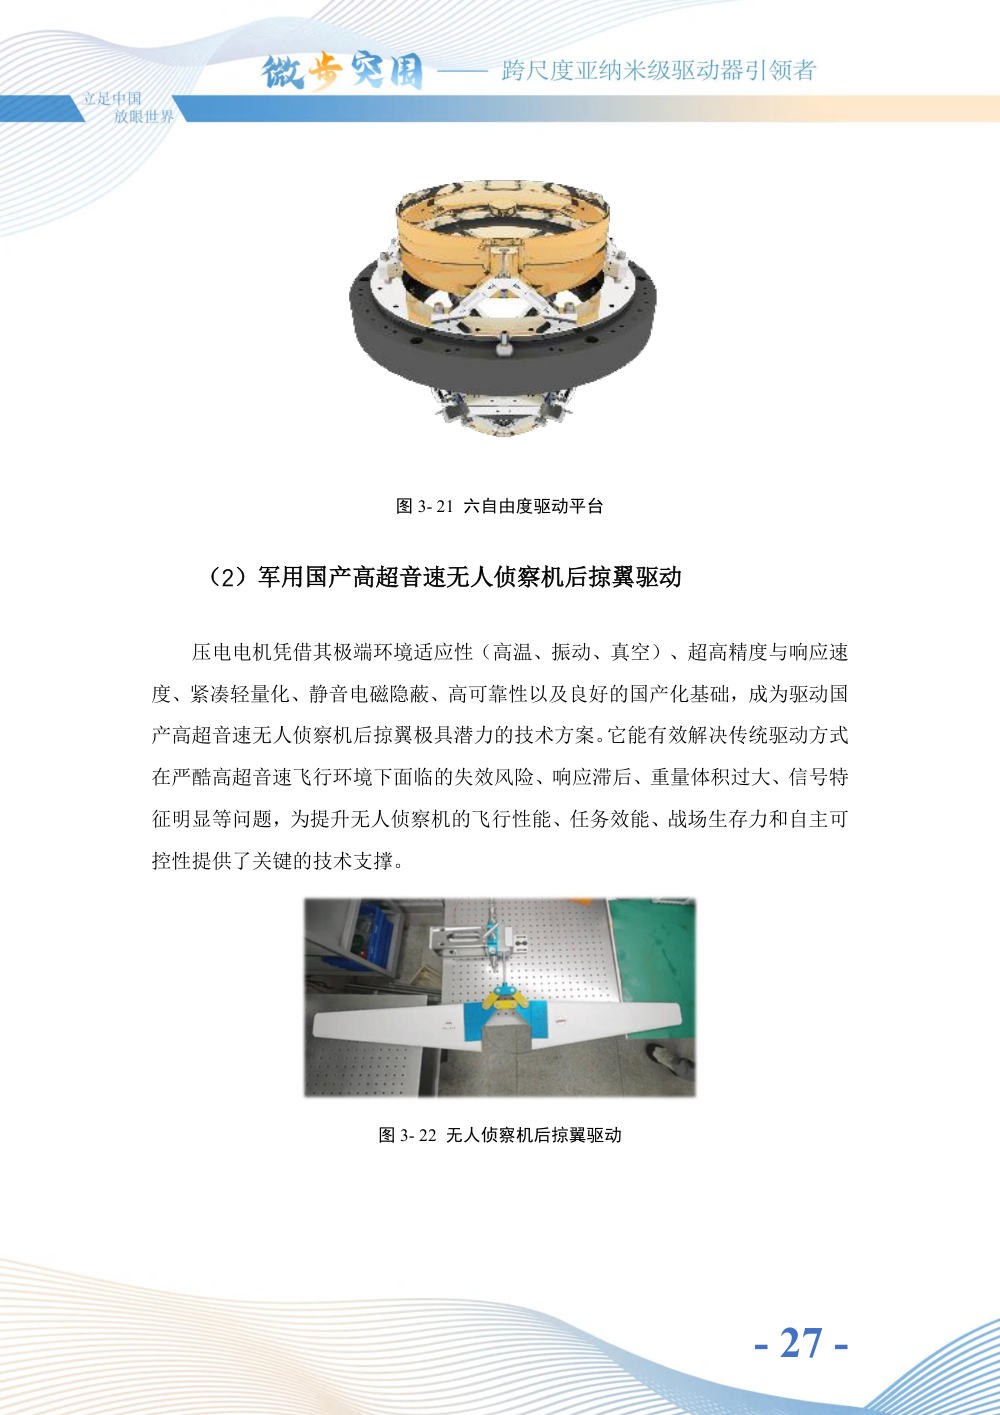 微步突围 —— 跨尺度亚纳米级驱动器引领者
立足中国
放眼世界
图 3- 21 六自由度驱动平台
（2）军用国产高超音速无人侦察机后掠翼驱动
压电电机凭借其极端环境适应性（高温、振动、真空）、超高精度与响应速
度、紧凑轻量化、静音电磁隐蔽、高可靠性以及良好的国产化基础，成为驱动国
产高超音速无人侦察机后掠翼极具潜力的技术方案。它能有效解决传统驱动方式
在严酷高超音速飞行环境下面临的失效风险、响应滞后、重量体积过大、信号特
征明显等问题，为提升无人侦察机的飞行性能、任务效能、战场生存力和自主可
控性提供了关键的技术支撑。
图 3- 22 无人侦察机后掠翼驱动
- 27 -